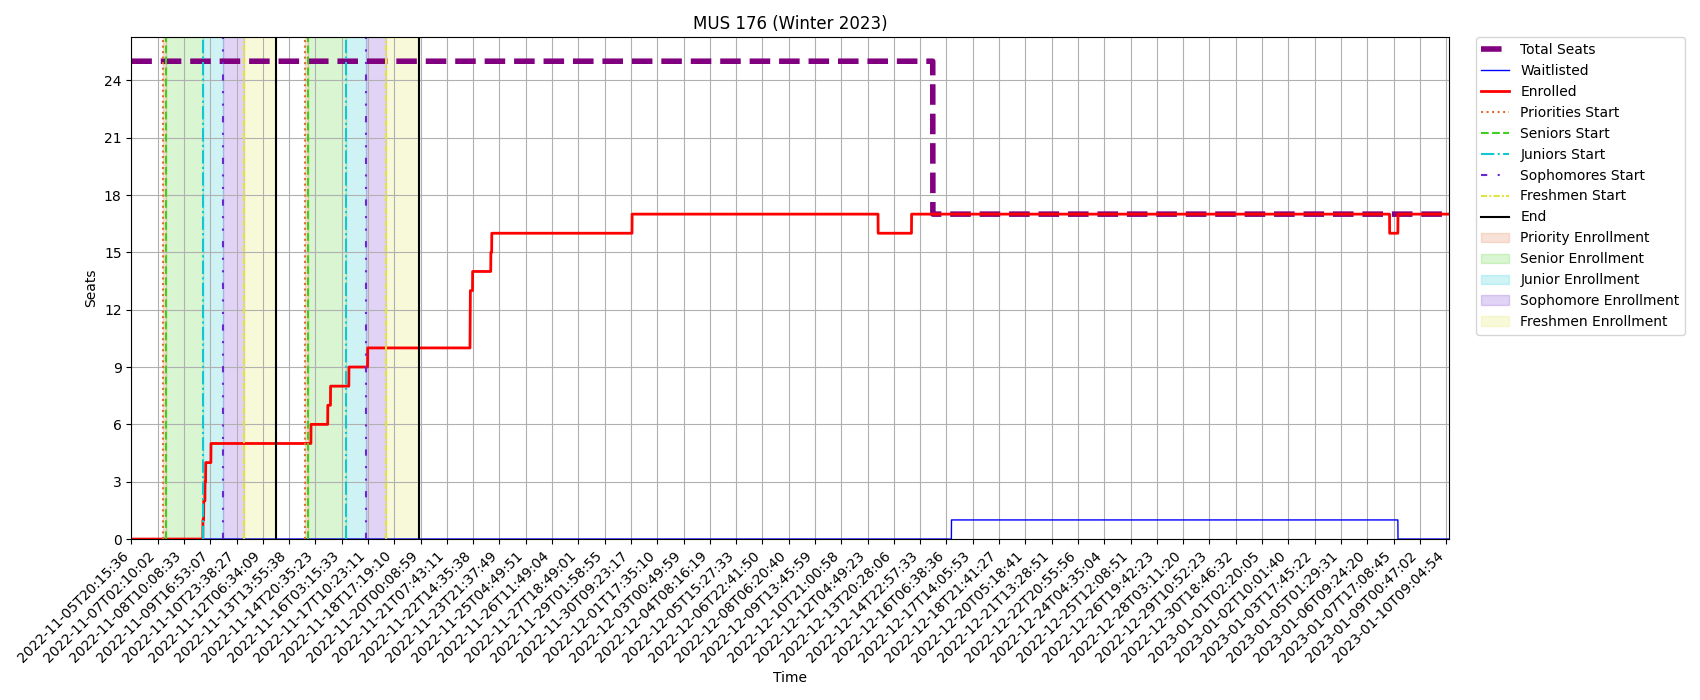 MUS 176 (Winter 2023)
Total Seats
Waitlisted
Enrolled
Priorities Start
Seniors Start
Juniors Start
Sophomores Start
Freshmen Start
End
Priority Enrollment
Senior Enrollment
Junior Enrollment
Sophomore Enrollment
Freshmen Enrollment
Seats
24
21
18
15
12
9
6
3
0
2022-11-05T20:15:36
2022-11-07T02:10:02
2022-11-08T10:08:33
2022-11-09T16:53:07
2022-11-10T23:38:27
2022-11-12T06:34:09
2022-11-13T13:55:38
2022-11-14T20:35:23
2022-11-16T03:15:33
2022-11-17T10:23:11
2022-11-18T17:19:10
2022-11-20T00:08:59
2022-11-21T07:43:11
2022-11-22T14:35:38
2022-11-23T21:37:49
2022-11-25T04:49:51
2022-11-26T11:49:04
2022-11-27T18:49:01
2022-11-29T01:58:55
2022-11-30T09:23:17
2022-12-01T17:35:10
2022-12-03T00:49:59
2022-12-04T08:16:19
2022-12-05T15:27:33
2022-12-06T22:41:50
2022-12-08T06:20:40
2022-12-09T13:45:59
2022-12-10T21:00:58
2022-12-12T04:49:23
2022-12-13T20:28:06
2022-12-14T22:57:33
2022-12-16T06:38:36
2022-12-17T14:05:53
2022-12-18T21:41:27
2022-12-20T05:18:41
2022-12-21T13:28:51
2022-12-22T20:55:56
2022-12-24T04:35:04
2022-12-25T12:08:51
2022-12-26T19:42:23
2022-12-28T03:11:20
2022-12-29T10:52:23
2022-12-30T18:46:32
2023-01-01T02:20:05
2023-01-02T10:01:40
2023-01-03T17:45:22
2023-01-05T01:29:31
2023-01-06T09:24:20
2023-01-07T17:08:45
2023-01-09T00:47:02
2023-01-10T09:04:54
Time